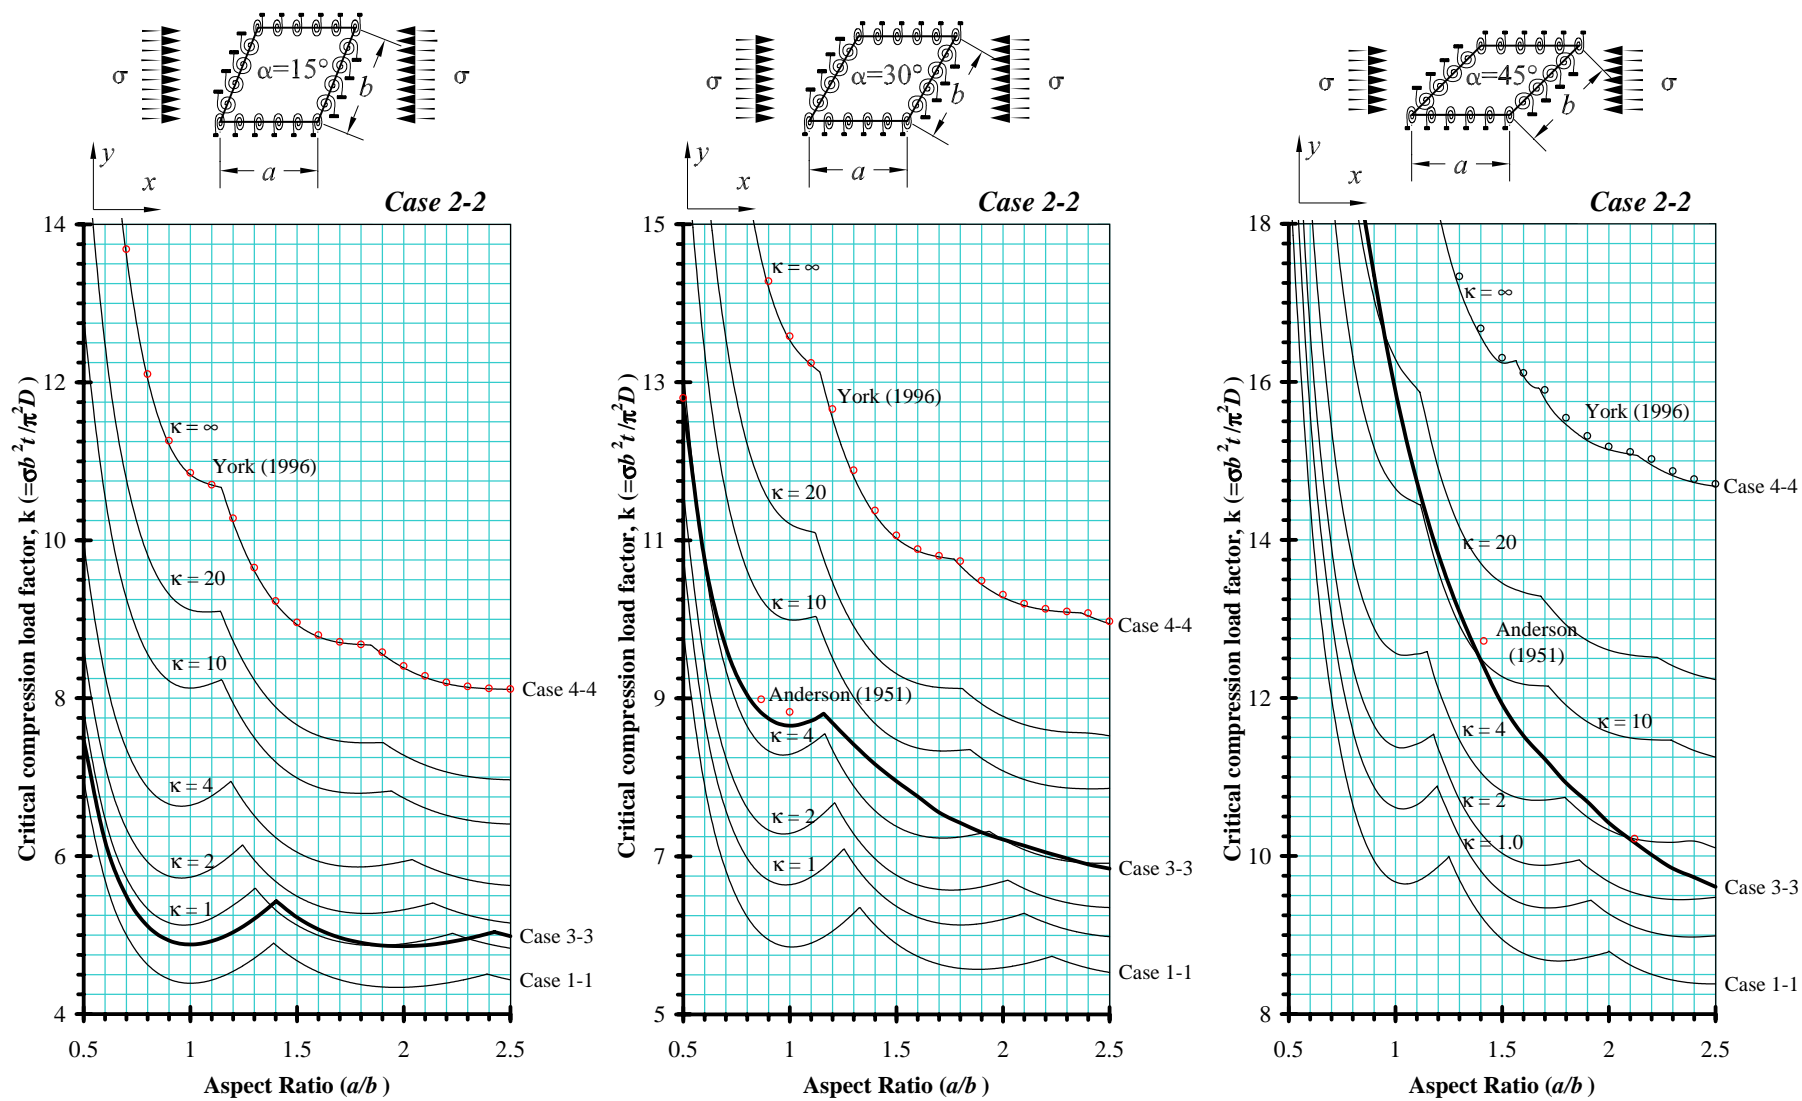 σ
α=15°
b
σ
a
y
x
Case 2-2
14
12
10
8
6
4
Critical compression load factor, k (=σb²t/π²D)
κ = ∞
York (1996)
κ = 20
κ = 10
κ = 4
κ = 2
κ = 1
Case 4-4
Case 3-3
Case 1-1
0.5
1
1.5
2
2.5
Aspect Ratio (a/b)
σ
α=30°
b
σ
a
y
x
Case 2-2
15
13
11
9
7
5
Critical compression load factor, k (=σb²t/π²D)
κ = ∞
York (1996)
κ = 20
κ = 10
Anderson (1951)
κ = 4
κ = 2
κ = 1
Case 4-4
Case 3-3
Case 1-1
0.5
1
1.5
2
2.5
Aspect Ratio (a/b)
σ
α=45°
b
σ
a
y
x
Case 2-2
18
16
14
12
10
8
Critical compression load factor, k (=σb²t/π²D)
κ = ∞
York (1996)
κ = 20
Anderson
(1951)
κ = 10
κ = 4
κ = 2
κ = 1.0
Case 4-4
Case 3-3
Case 1-1
0.5
1
1.5
2
2.5
Aspect Ratio (a/b)